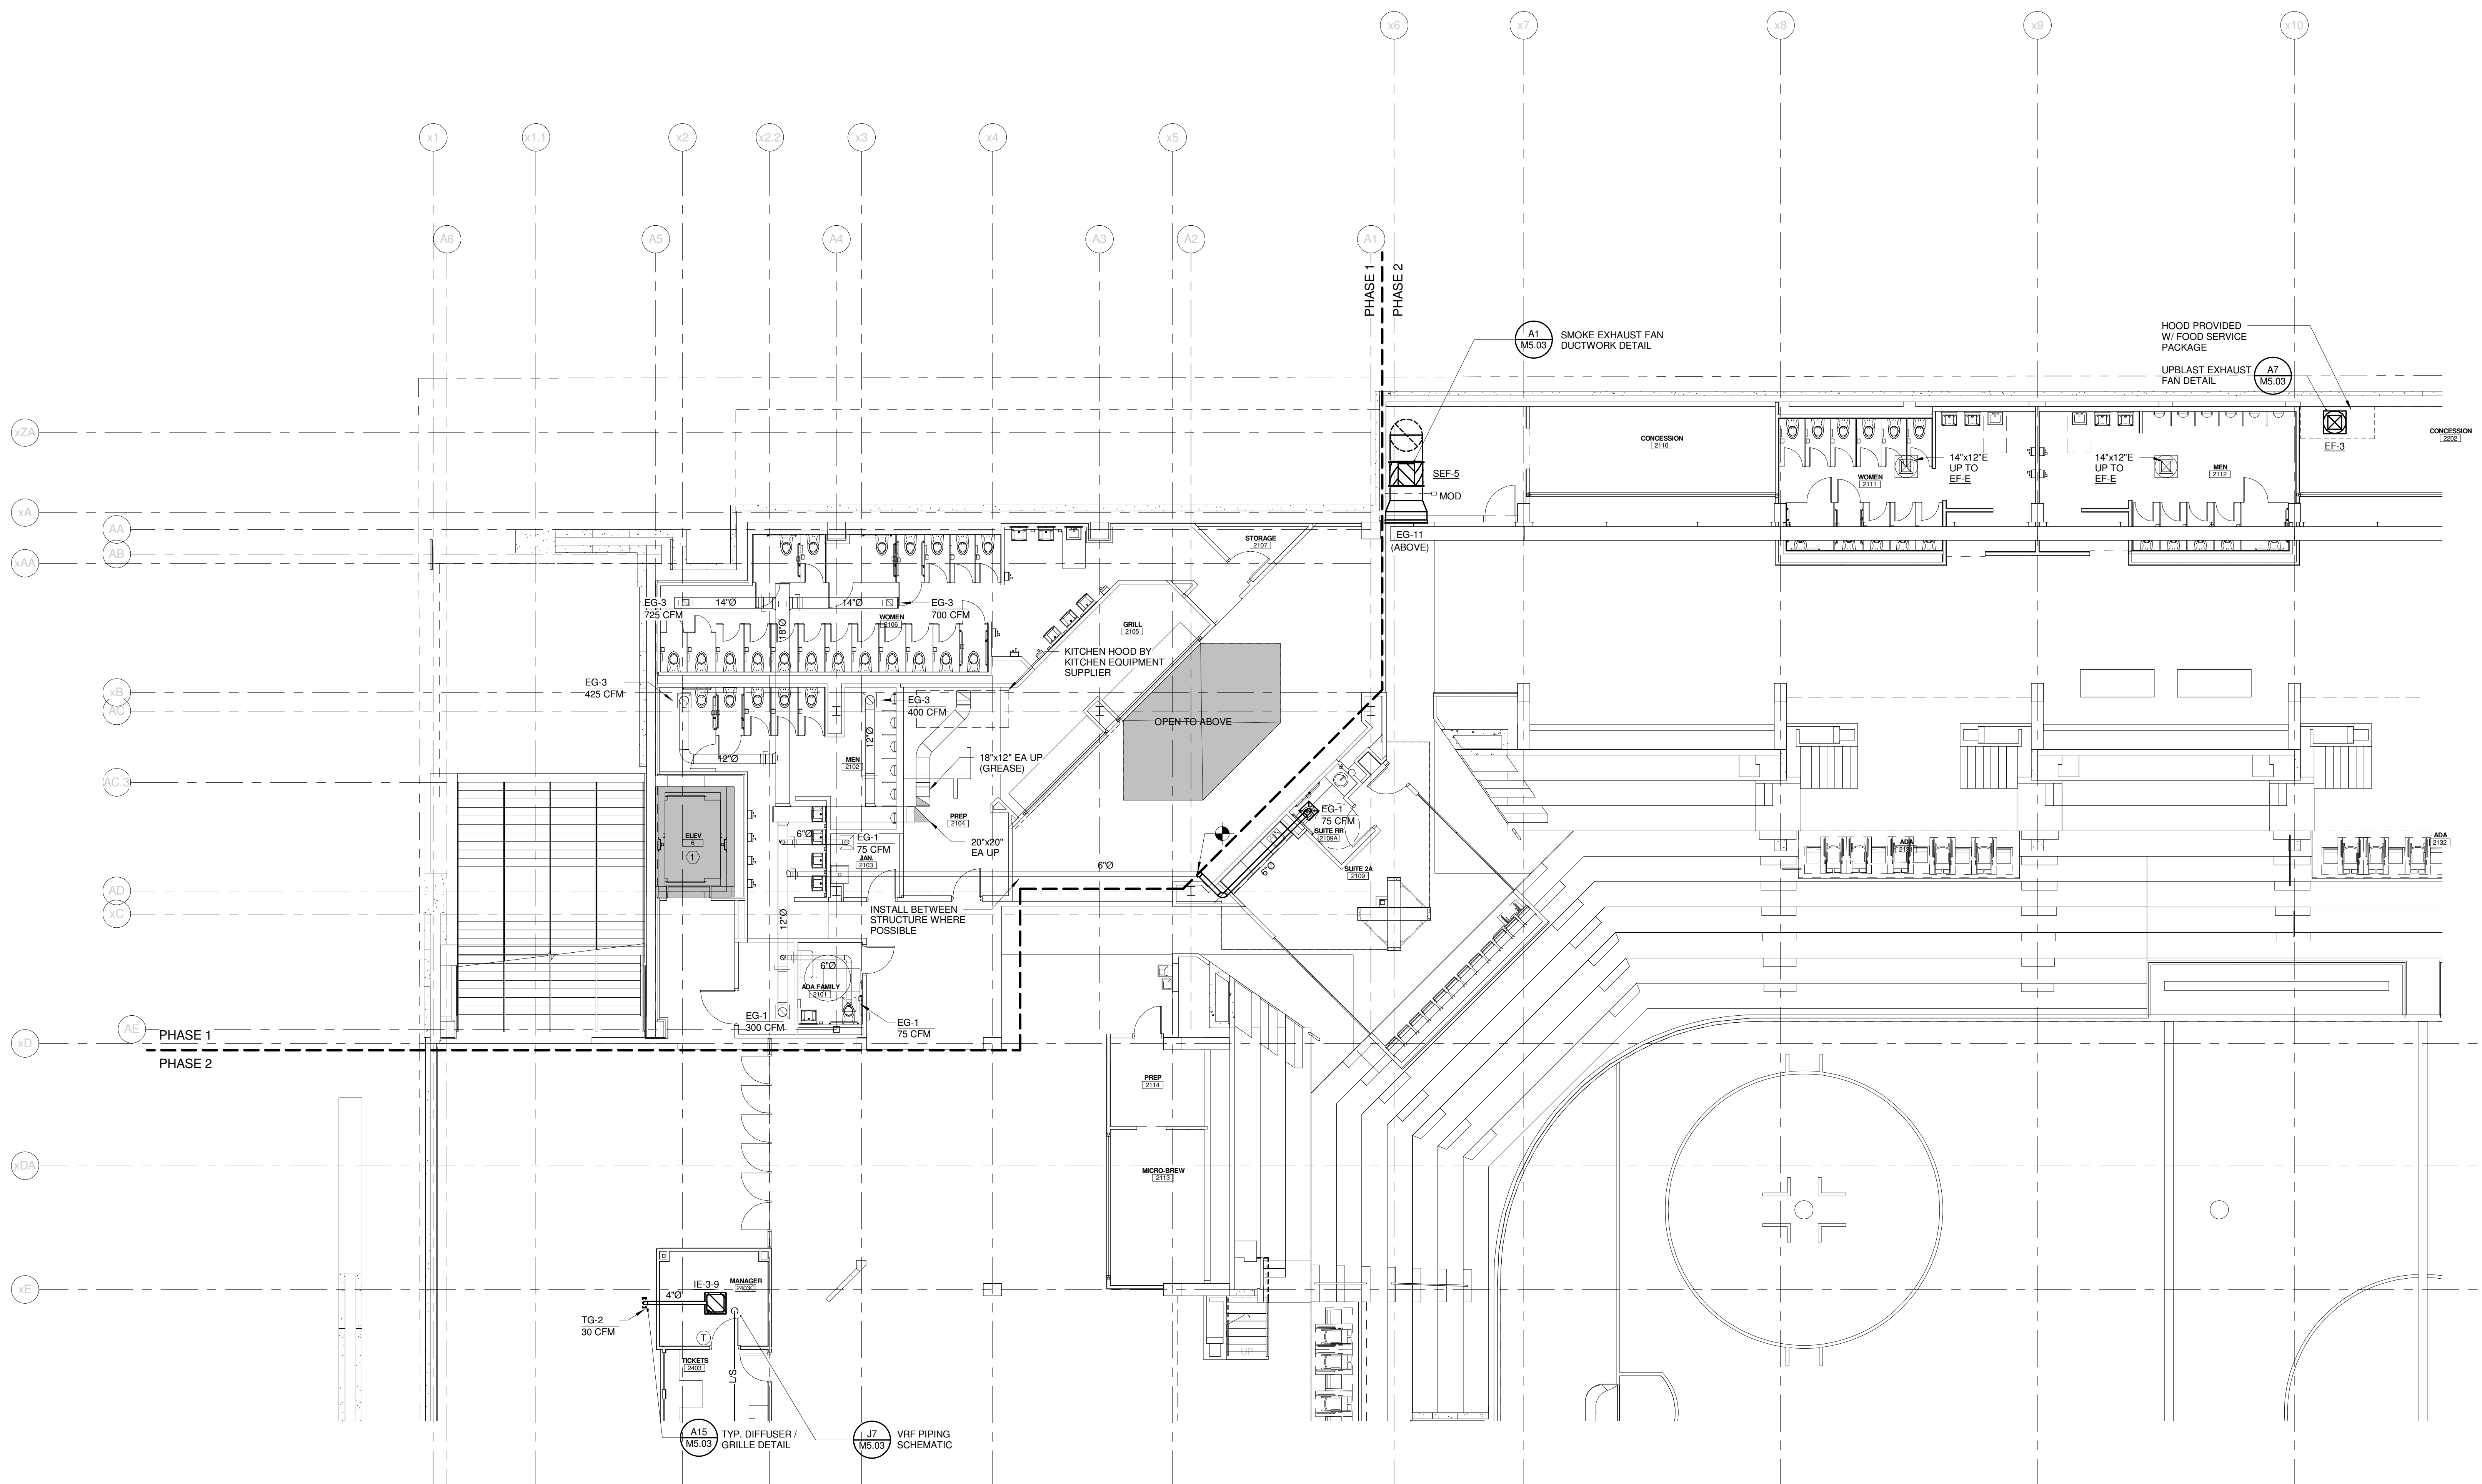 x6
x7
x8
x9
x10
x1
x1.1
x2
x2.2
x3
x4
x5
A6
A5
A4
A3
A2
A1
PHASE 1
PHASE 2
A1
M5.03
SMOKE EXHAUST FAN
DUCTWORK DETAIL
HOOD PROVIDED
W/ FOOD SERVICE
PACKAGE
UPBLAST EXHAUST
FAN DETAIL
A7
M5.03
xZA
xA
AA
AB
xAA
xB
AC
AC.3
AD
xC
AE
xD
xDA
xE
CONCESSION
2110
CONCESSION
2202
EF-3
SEF-5
MOD
14"x12"E
UP TO
EF-E
WOMEN
2111
14"x12"E
UP TO
EF-E
MEN
2112
EG-11
(ABOVE)
STORAGE
2107
EG-3
725 CFM
14"Ø
14"Ø
EG-3
700 CFM
WOMEN
2106
18"Ø
GRILL
2105
KITCHEN HOOD BY
KITCHEN EQUIPMENT
SUPPLIER
EG-3
425 CFM
EG-3
400 CFM
OPEN TO ABOVE
12"Ø
12"Ø
MEN
2102
18"x12" EA UP
(GREASE)
PREP
2104
20"x20"
EA UP
ELEV
6
1
6"Ø
EG-1
75 CFM
JAN.
2103
6"Ø
EG-1
75 CFM
SUITE RR
2109A
6"Ø
SUITE 2A
2109
ADA
ADA
2132
INSTALL BETWEEN
STRUCTURE WHERE
POSSIBLE
12"Ø
6"Ø
ADA FAMILY
2101
EG-1
300 CFM
EG-1
75 CFM
PHASE 1
PHASE 2
PREP
2114
MICRO-BREW
2113
IE-3-9
MANAGER
2403C
4"Ø
TG-2
30 CFM
T
TICKETS
2403
L/S
UP
A15
M5.03
TYP. DIFFUSER /
GRILLE DETAIL
J7
M5.03
VRF PIPING
SCHEMATIC